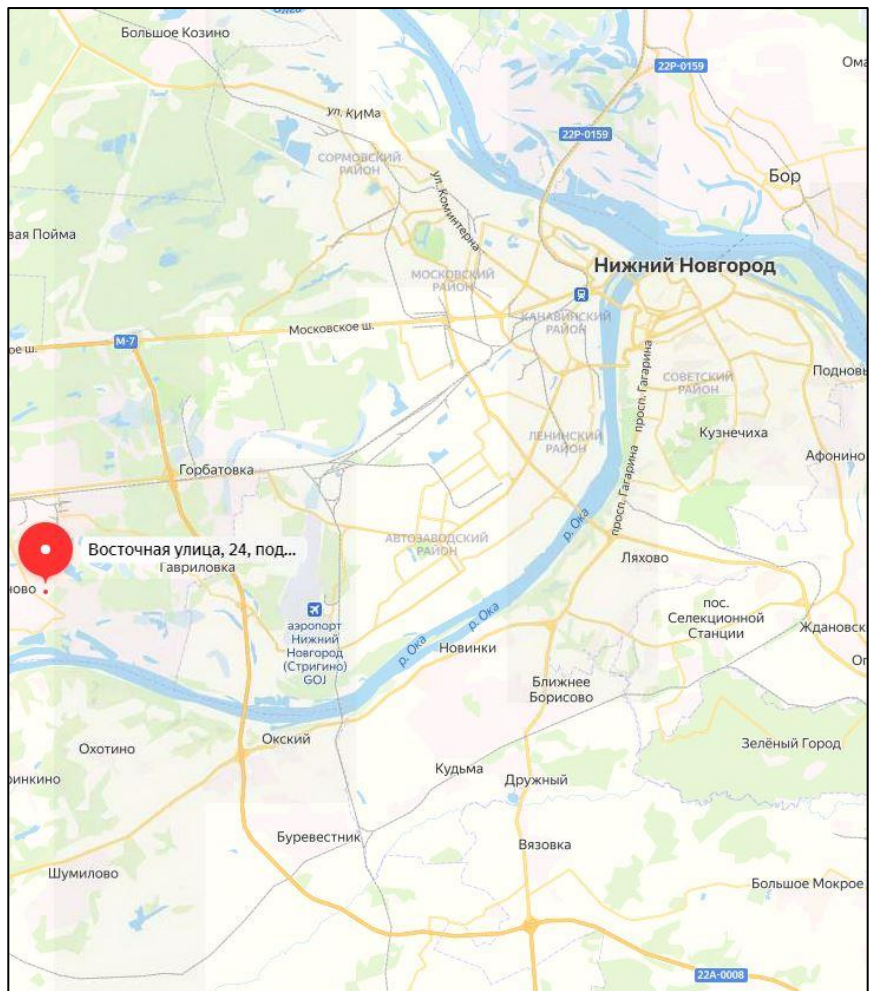 Большое Козино
22Р-0159
Ома
ул. КИМа
22Р-0159
СОРМОВСКИЙ
РАЙОН
ул. Коминтерна
Бор
вая Пойма
МОСКОВСКИЙ
РАЙОН
Нижний Новгород
КАНАВИНСКИЙ
РАЙОН
Московское ш.
М-7
ое ш.
просп. Гагарина
СОВЕТСКИЙ
РАЙОН
Подновь
ЛЕНИНСКИЙ
РАЙОН
Кузнечиха
Афонино
Горбатовка
просп. Гагарина
р. Ока
АВТОЗАВОДСКИЙ
РАЙОН
Восточная улица, 24, под...
Гавриловка
ново
Ляхово
аэропорт
Нижний
Новгород
(Стригино)
GOJ
р. Ока
р. Ока
Новинки
пос.
Селекционной
Станции
Ждановск
Ближнее
Борисово
Окский
Охотино
Зелёный Город
ринкино
Кудьма
Дружный
Буревестник
Вязовка
Шумилово
Большое Мокрое
22А-0008